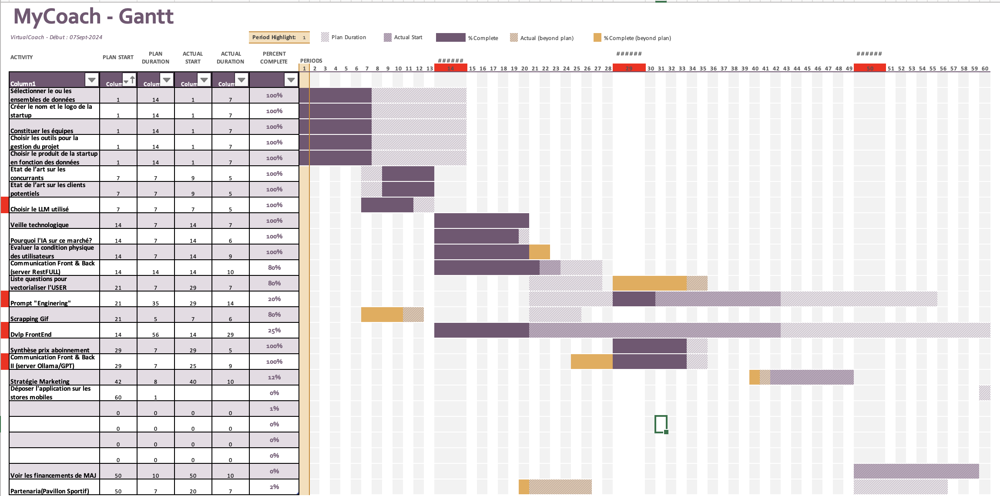 MyCoach - Gantt
VirtualCoach - Début : 07Sept-2024
Period Highlight: 1
Plan Duration
Actual Start
% Complete
Actual (beyond plan)
% Complete (beyond plan)
ACTIVITY
PLAN START
PLAN DURATION
ACTUAL START
ACTUAL DURATION
PERCENT COMPLETE
PERIODS
######
######
######
1 2 3 4 5 6 7 8 9 10 11 12 13 14 15 16 17 18 19 20 21 22 23 24 25 26 27 28 29 30 31 32 33 34 35 36 37 38 39 40 41 42 43 44 45 46 47 48 49 50 51 52 53 54 55 56 57 58 59 60
Column1 Colum Colum Colum Colum
Sélectionner le ou les
ensembles de données 1 14 1 7 100%
Créer le nom et le logo de la
startup 1 14 1 7 100%
Constituer les équipes 1 14 1 7 100%
Choisir les outils pour la
gestion du projet 1 14 1 7 100%
Choisir le produit de la startup
en fonction des données 1 14 1 7 100%
Etat de l’art sur les
concurrants 7 7 9 5 100%
Etat de l’art sur les clients
potentiels 7 7 9 5 100%
Choisir le LLM utilisé 7 7 7 5 100%
Veille technologique 14 7 14 7 100%
Pourquoi l'IA sur ce marché? 14 7 14 6 100%
Evaluer la condition physique
des utilisateurs 14 7 14 9 100%
Communication Front & Back
(server RestFULL) 14 14 14 10 80%
Liste questions pour
vectorialiser l'USER 21 7 29 7 80%
Prompt "Enginering" 21 35 29 14 20%
Scrapping Gif 21 5 7 6 80%
Dvlp FrontEnd 14 56 14 29 25%
Synthèse prix aboinnement 29 7 29 5 100%
Communication Front & Back
II (server Ollama/GPT) 29 7 25 9 100%
Stratégie Marketing 42 8 40 10 12%
Déposer l'application sur les
stores mobiles 60 1 0%
0 0 0 0 1%
0 0 0 0 0%
0 0 0 0 0%
0 0 0 0 0%
Voir les financements de MAJ 50 10 50 10 0%
Partenaria(Pavillon Sportif) 50 7 20 7 2%